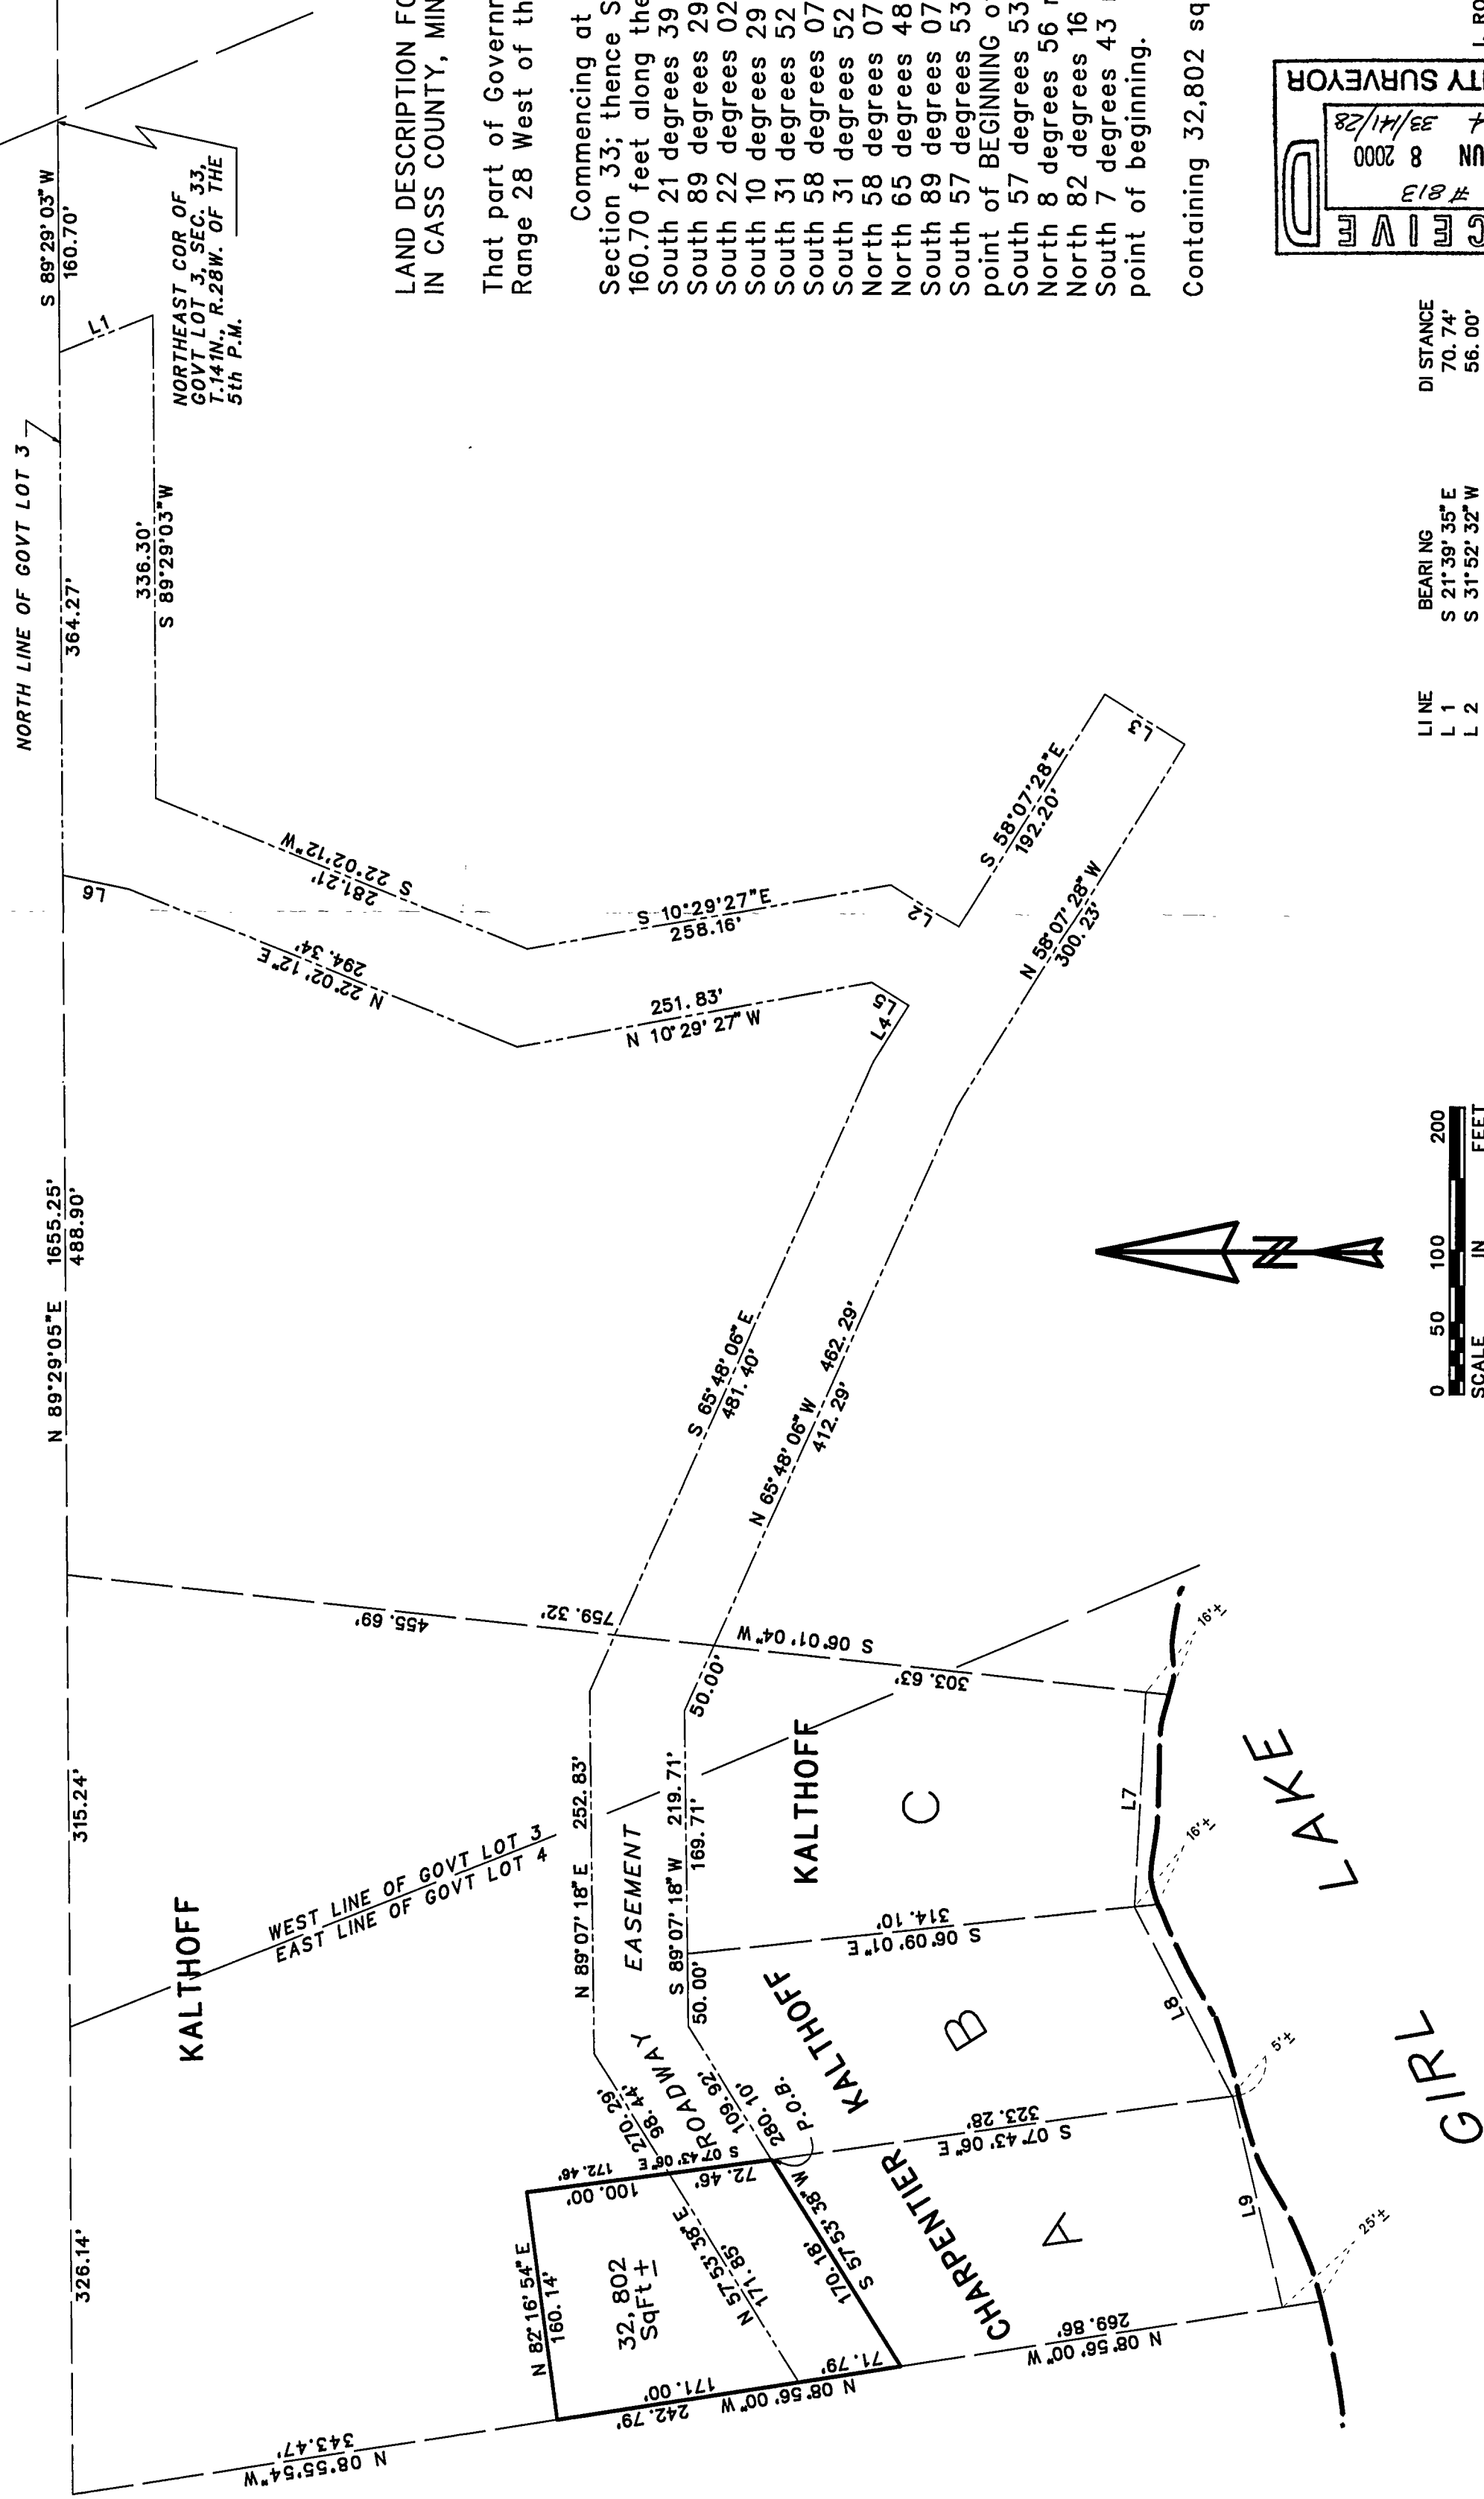 NORTH LINE OF GOVT LOT 3
S 89°29'03"W
160.70'
L1
NORTHEAST COR OF
GOVT LOT 3, SEC. 33,
T.141N., R.28W. OF THE
5th P.M.
364.27'
336.30'
S 89°29'03"W
N 89°29'05"E 1655.25'
488.90'
315.24'
326.14'
L6
S 22°02'12"W
281.21'
N 22°02'12"E
294.34'
S 10°29'27"E
258.16'
251.83'
N 10°29'27"W
L2
L5
L4
S 58°07'28"E
192.20'
L3
N 58°07'28"W
300.23'
S 65°48'06"E
481.40'
N 65°48'06"W 462.29'
412.29'
455.69'
759.32'
S 06°01'04"W
303.63'
50.00'
KALTHOFF
WEST LINE OF GOVT LOT 3
EAST LINE OF GOVT LOT 4
N 89°07'18"E 252.83'
EASEMENT
ROADWAY
S 89°07'18"W 219.71'
169.71'
50.00'
KALTHOFF
C
L7
16'±
16'±
314.10'
S 06°09'01"E
KALTHOFF
B
L8
5'±
270.29'
98.44'
109.92'
280.10'
P.O.B.
323.28'
S 07°43'06"E
172.46'
S 07°43'06"E
100.00'
72.46'
N 82°16'54"E
160.14'
32,802
SqFt ±
N 57°53'38"E
171.85'
170.18'
S 57°53'38"W
CHARPENTIER
A
L9
25'±
343.47'
N 08°55'54"W
171.00'
242.79'
N 08°56'00"W
71.79'
269.86'
N 08°56'00"W
GIRL LAKE
N
0 50 100 200
SCALE IN FEET
LINE BEARING DISTANCE
L 1 S 21°39'35"E 70.74'
L 2 S 31°52'32"W 56.00'
LAND DESCRIPTION
IN CASS COUNTY,
That part of
Range 28 West of
Commencing at
Section 33; thence
160.70 feet along the
South 21 degrees 39
South 89 degrees 29
South 22 degrees 02
South 10 degrees 29
South 31 degrees 52
South 58 degrees 07
South 31 degrees 52
North 58 degrees 07
North 65 degrees 48
South 89 degrees 07
South 57 degrees 53
point of BEGINNING
South 57 degrees 53
North 8 degrees 56
North 82 degrees 16
South 7 degrees 43
point of beginning.
Containing 32,802 sq
EIVE D
#813
8 2000
33/141/28
SURVEYOR